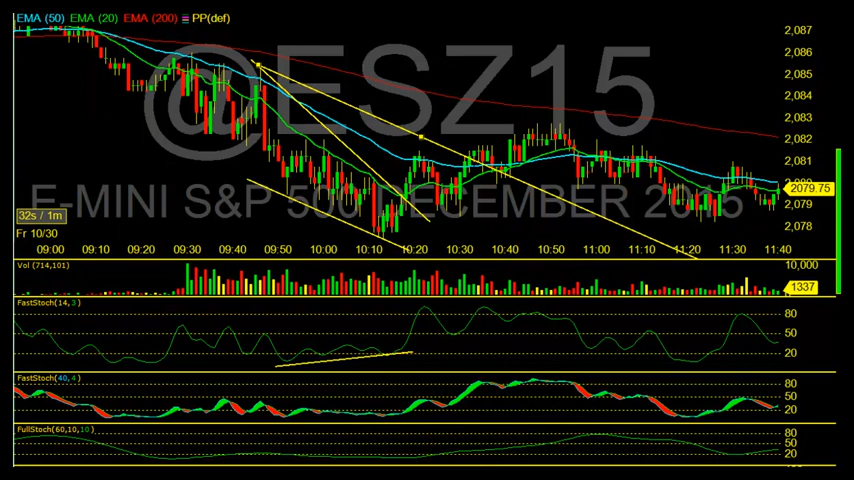 EMA (50) EMA (20) EMA (200) PP(def)
@ESZ15
E-MINI S&P 500 DECEMBER 2015
2,087
2,086
2,085
2,084
2,083
2,082
2,081
2079.75
2,079
2,078
32s / 1m
Fr 10/30
09:00 09:10 09:20 09:30 09:40 09:50 10:00 10:10 10:20 10:30 10:40 10:50 11:00 11:10 11:20 11:30 11:40
Vol (714,101)
10,000
1337
FastStoch(14,3)
80
50
20
FastStoch(40,4)
80
50
20
FullStoch(60,10,10)
80
50
20